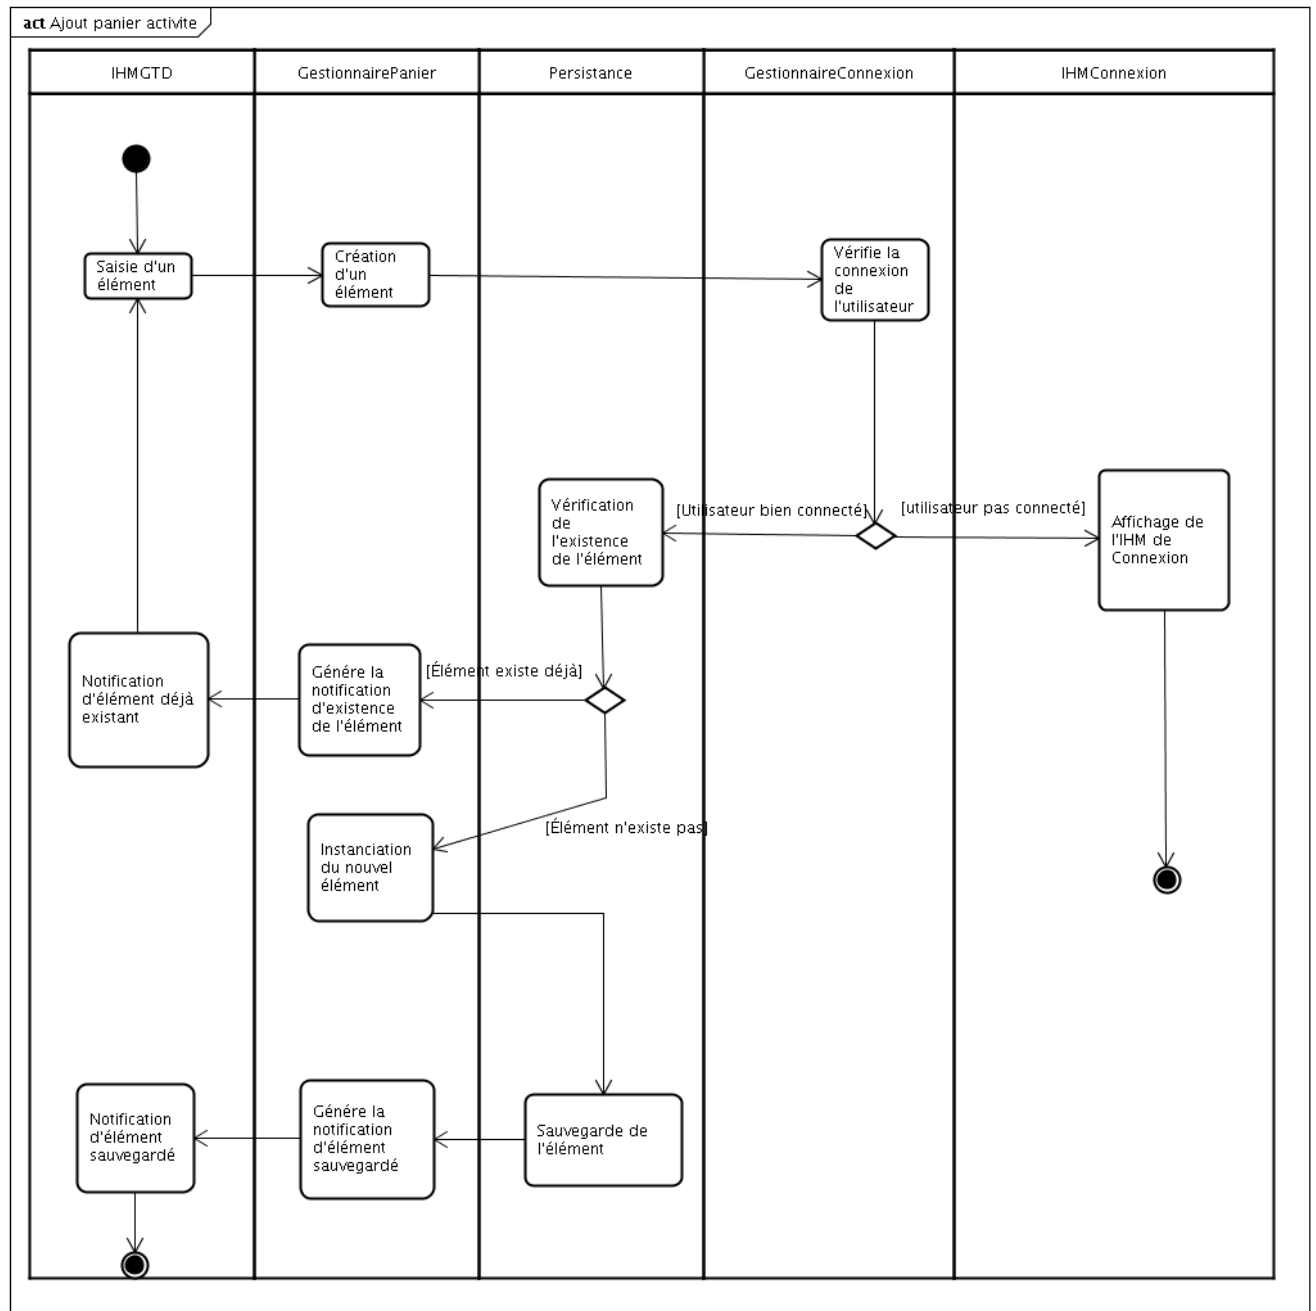 act Ajout panier activite
IHMGTD
GestionnairePanier
Persistance
GestionnaireConnexion
IHMConnexion
Saisie d'un
élément
Création
d'un
élément
Vérifie la
connexion
de
l'utilisateur
Vérification
de
l'existence
de l'élément
[Utilisateur bien connecté]
[utilisateur pas connecté]
Affichage de
l'IHM de
Connexion
Notification
d'élément déjà
existant
Génére la
notification
d'existence
de l'élément
[Élément existe déjà]
Instanciation
du nouvel
élément
[Élément n'existe pas]
Notification
d'élément
sauvegardé
Génére la
notification
d'élément
sauvegardé
Sauvegarde de
l'élément